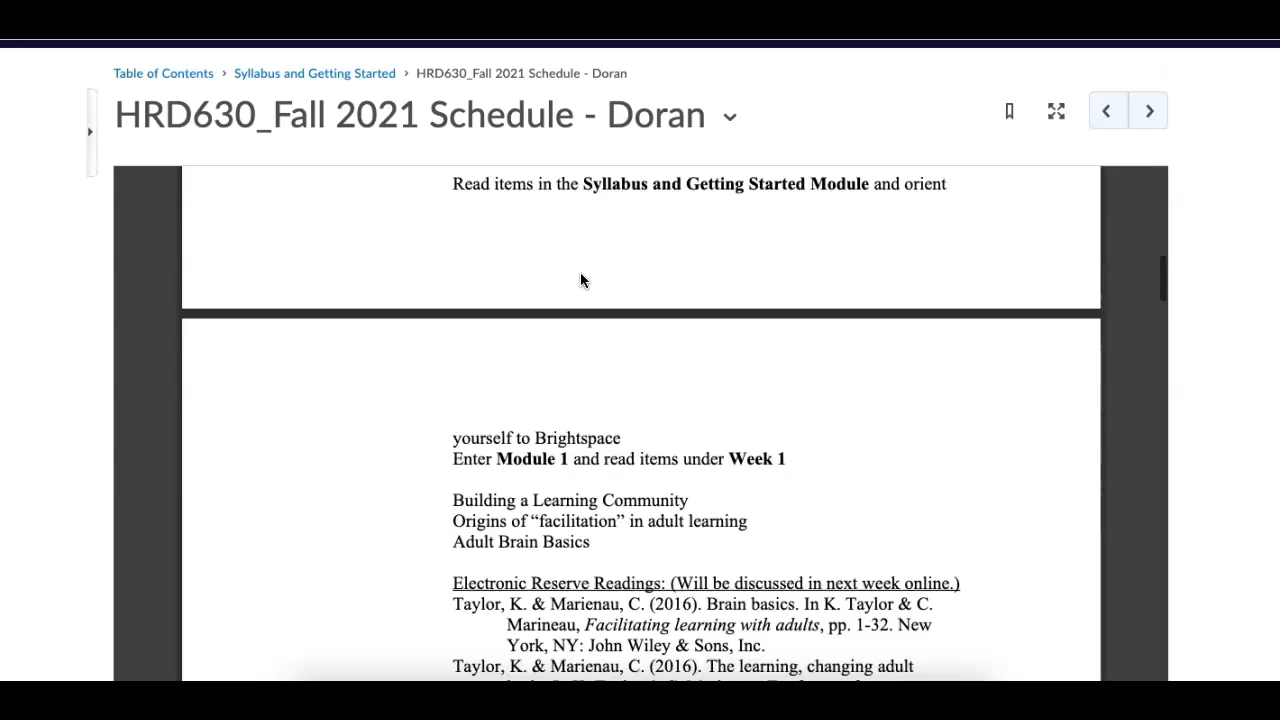 Table of Contents › Syllabus and Getting Started › HRD630_Fall 2021 Schedule - Doran
HRD630_Fall 2021 Schedule - Doran
Read items in the Syllabus and Getting Started Module and orient
yourself to Brightspace
Enter Module 1 and read items under Week 1
Building a Learning Community
Origins of “facilitation” in adult learning
Adult Brain Basics
Electronic Reserve Readings: (Will be discussed in next week online.)
Taylor, K. & Marienau, C. (2016). Brain basics. In K. Taylor & C.
Marineau, Facilitating learning with adults, pp. 1-32. New
York, NY: John Wiley & Sons, Inc.
Taylor, K. & Marienau, C. (2016). The learning, changing adult